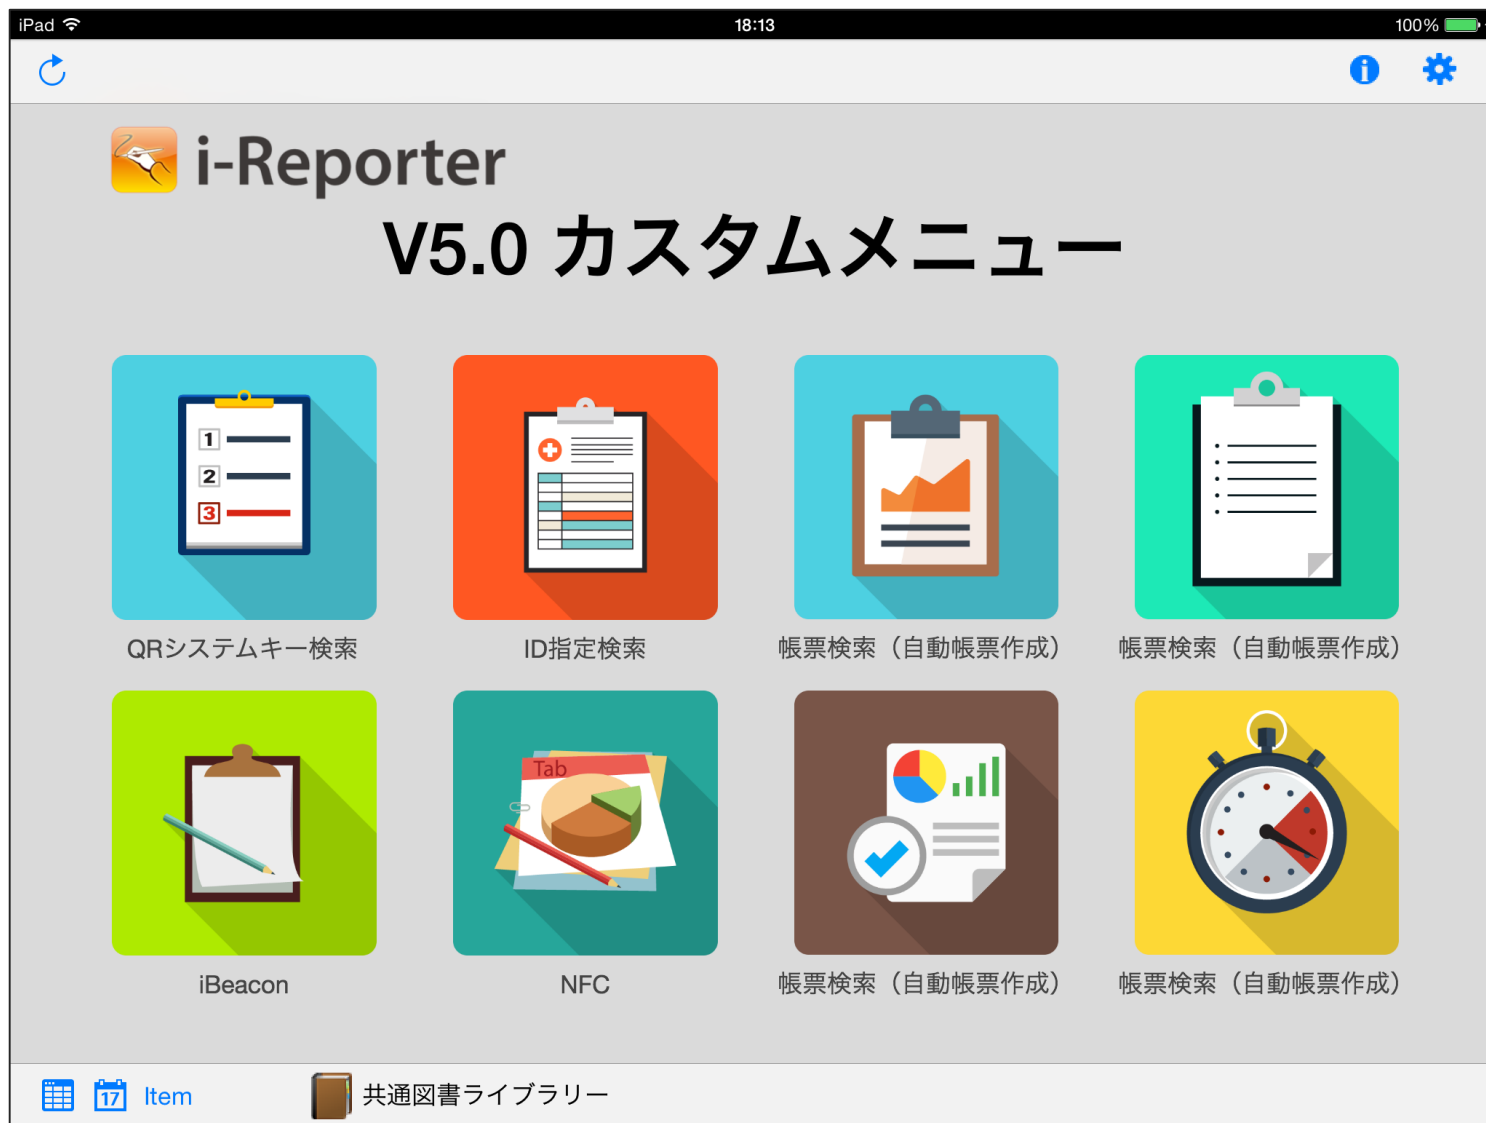 iPad 18:13 100%
i-Reporter
V5.0 カスタムメニュー
1
2
3
QRシステムキー検索 ID指定検索 帳票検索（自動帳票作成） 帳票検索（自動帳票作成）
Tab
iBeacon NFC 帳票検索（自動帳票作成） 帳票検索（自動帳票作成）
17 Item 共通図書ライブラリー